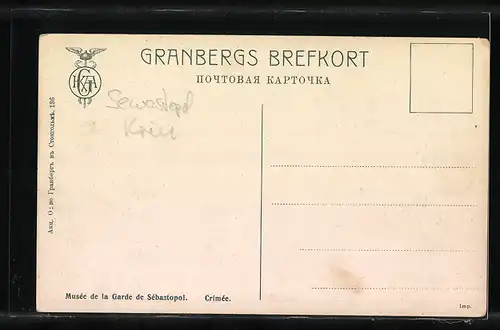 GRANBERGS BREFKORT
ПОЧТОВАЯ КАРТОЧКА
Sewastopol
Krim
Акц. О-во Гранбергъ въ Стокгольмѣ. 136
Musée de la Garde de Sébastopol. Crimée.
Imp.